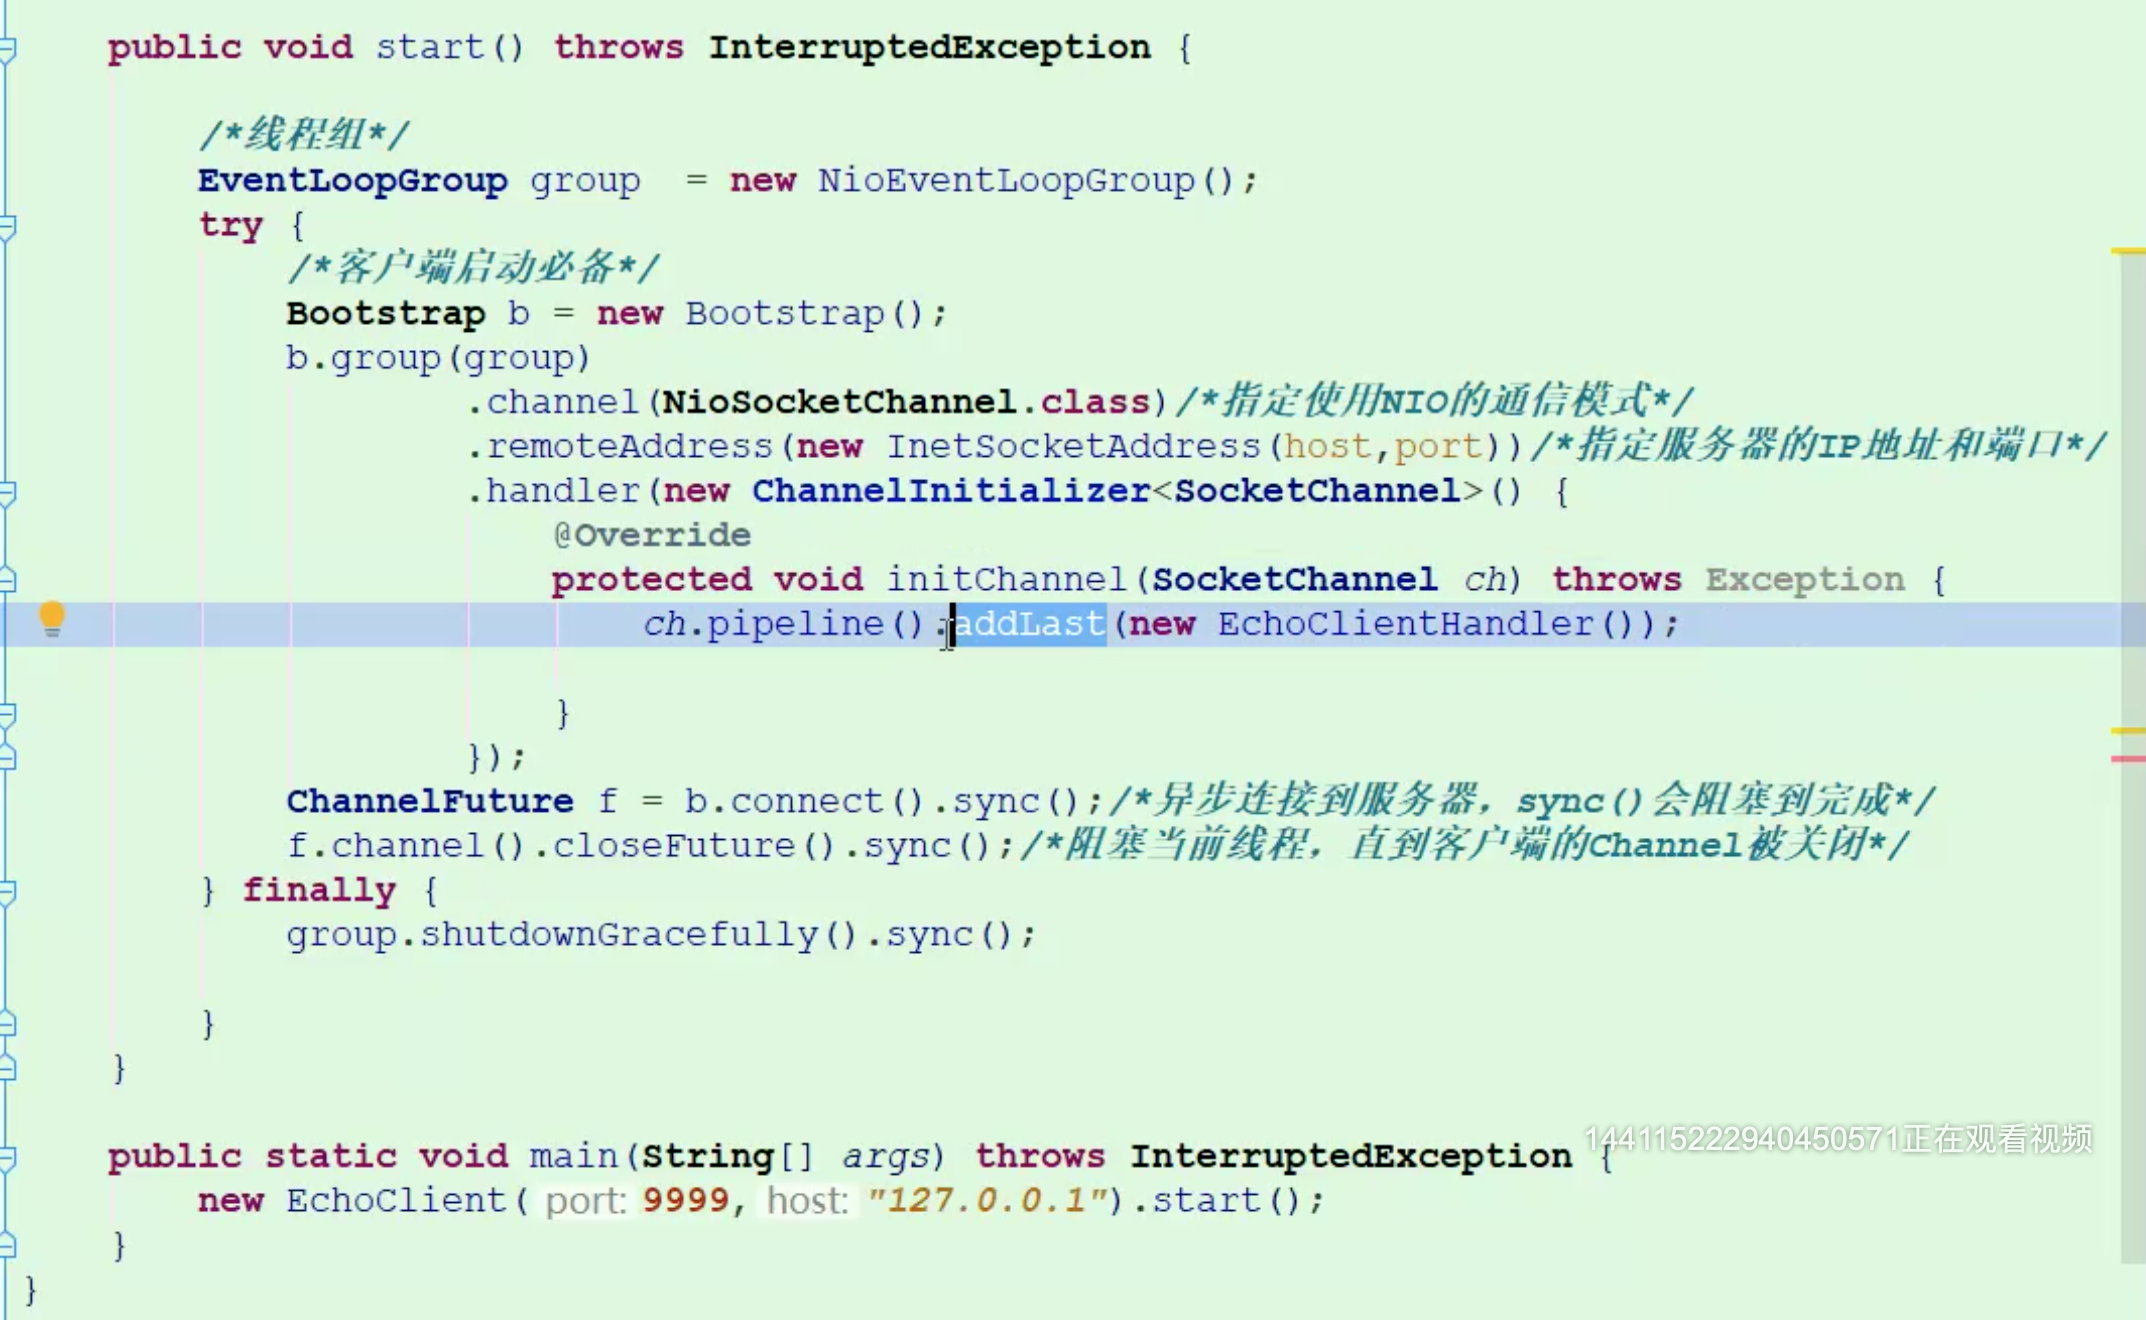 public void start() throws InterruptedException {
/*线程组*/
EventLoopGroup group  = new NioEventLoopGroup();
try {
/*客户端启动必备*/
Bootstrap b = new Bootstrap();
b.group(group)
.channel(NioSocketChannel.class)/*指定使用NIO的通信模式*/
.remoteAddress(new InetSocketAddress(host,port))/*指定服务器的IP地址和端口*/
.handler(new ChannelInitializer<SocketChannel>() {
@Override
protected void initChannel(SocketChannel ch) throws Exception {
ch.pipeline().addLast(new EchoClientHandler());
}
});
ChannelFuture f = b.connect().sync();/*异步连接到服务器，sync()会阻塞到完成*/
f.channel().closeFuture().sync();/*阻塞当前线程，直到客户端的Channel被关闭*/
} finally {
group.shutdownGracefully().sync();
}
}
144115222940450571正在观看视频
public static void main(String[] args) throws InterruptedException {
new EchoClient( port: 9999, host: "127.0.0.1").start();
}
}